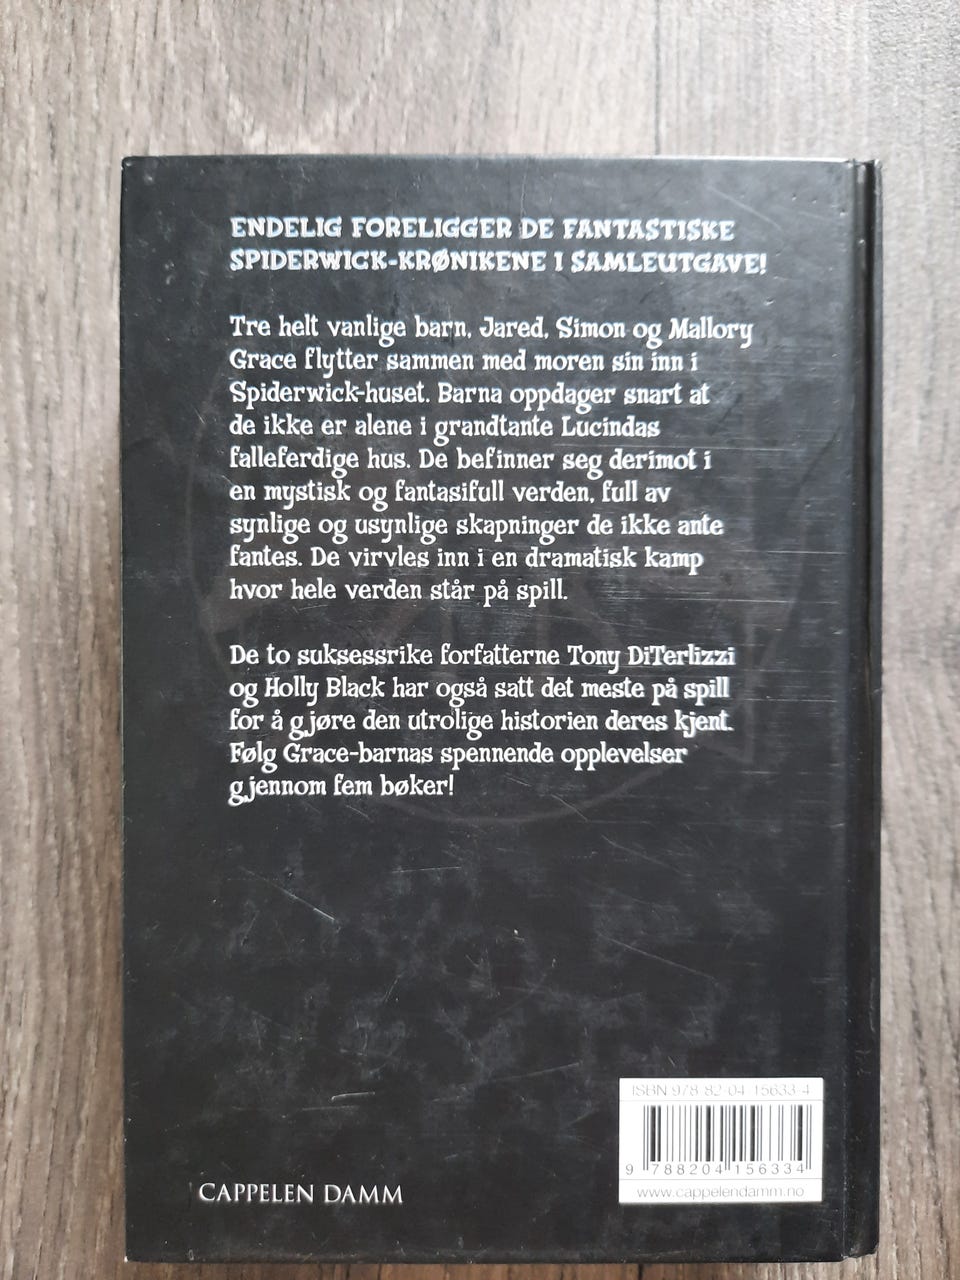 ENDELIG FORELIGGER DE FANTASTISKE
SPIDERWICK-KRØNIKENE I SAMLEUTGAVE!
Tre helt vanlige barn, Jared, Simon og Mallory
Grace flytter sammen med moren sin inn i
Spiderwick-huset. Barna oppdager snart at
de ikke er alene i grandtante Lucindas
falleferdige hus. De befinner seg derimot i
en mystisk og fantasifull verden, full av
synlige og usynlige skapninger de ikke ante
fantes. De virvles inn i en dramatisk kamp
hvor hele verden står på spill.
De to suksessrike forfatterne Tony DiTerlizzi
og Holly Black har også satt det meste på spill
for å gjøre den utrolige historien deres kjent.
Følg Grace-barnas spennende opplevelser
gjennom fem bøker!
ISBN 978-82-04-15633-4
9 788204 156334
www.cappelendamm.no
CAPPELEN DAMM